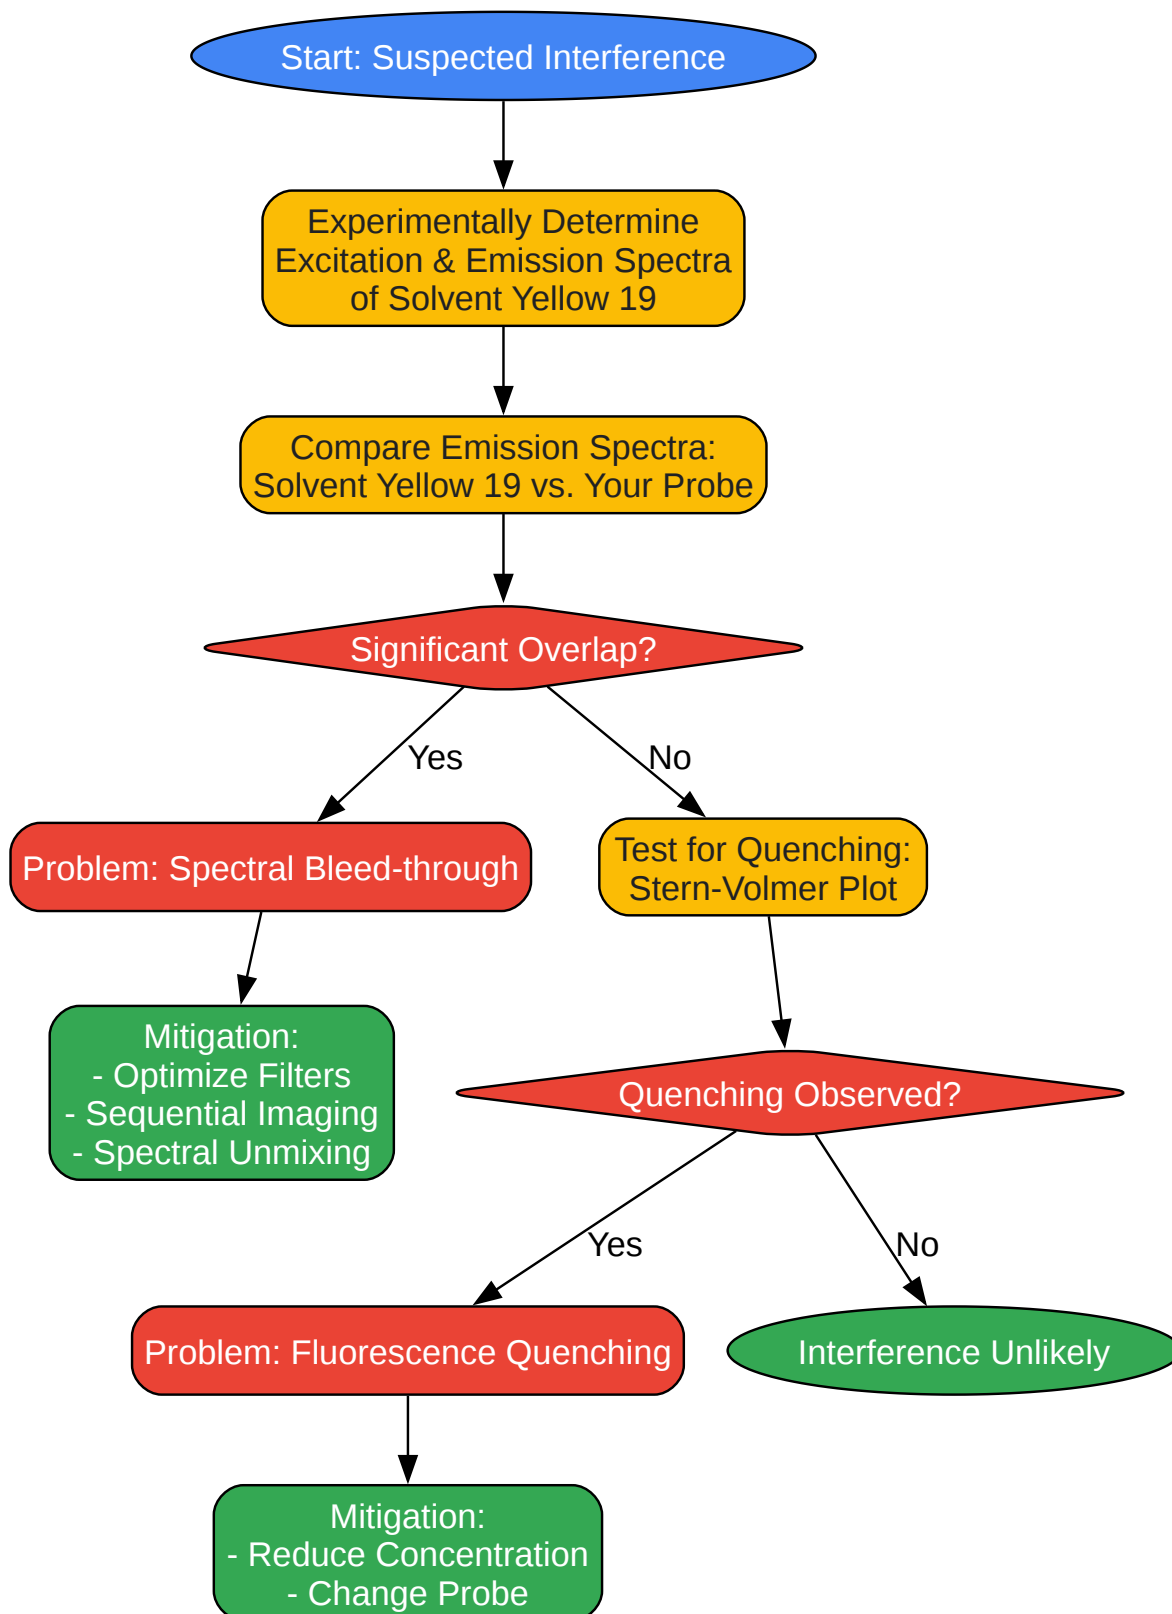 Start: Suspected Interference
Experimentally Determine
Excitation & Emission Spectra
of Solvent Yellow 19
Compare Emission Spectra:
Solvent Yellow 19 vs. Your Probe
Significant Overlap?
Yes
No
Problem: Spectral Bleed-through
Test for Quenching:
Stern-Volmer Plot
Mitigation:
- Optimize Filters
- Sequential Imaging
- Spectral Unmixing
Quenching Observed?
Yes
No
Problem: Fluorescence Quenching
Interference Unlikely
Mitigation:
- Reduce Concentration
- Change Probe